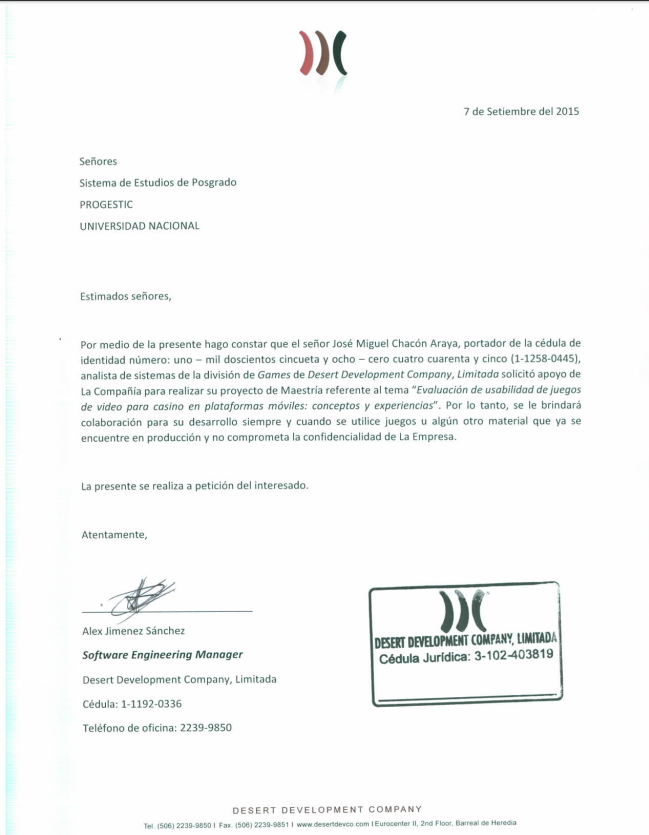 7 de Setiembre del 2015
Señores
Sistema de Estudios de Posgrado
PROGESTIC
UNIVERSIDAD NACIONAL
Estimados señores,
Por medio de la presente hago constar que el señor José Miguel Chacón Araya, portador de la cédula de
identidad número: uno – mil doscientos cincueta y ocho – cero cuatro cuarenta y cinco (1-1258-0445),
analista de sistemas de la división de Games de Desert Development Company, Limitada solicitó apoyo de
La Compañía para realizar su proyecto de Maestría referente al tema “Evaluación de usabilidad de juegos
de video para casino en plataformas móviles: conceptos y experiencias”. Por lo tanto, se le brindará
colaboración para su desarrollo siempre y cuando se utilice juegos u algún otro material que ya se
encuentre en producción y no comprometa la confidencialidad de La Empresa.
La presente se realiza a petición del interesado.
Atentamente,
Alex Jimenez Sánchez
Software Engineering Manager
Desert Development Company, Limitada
Cédula: 1-1192-0336
Teléfono de oficina: 2239-9850
DESERT DEVELOPMENT COMPANY, LIMITADA
Cédula Jurídica: 3-102-403819
DESERT DEVELOPMENT COMPANY
Tel. (506) 2239-9850 I Fax. (506) 2239-9851 I www.desertdevco.com I Eurocenter II, 2nd Floor, Barreal de Heredia